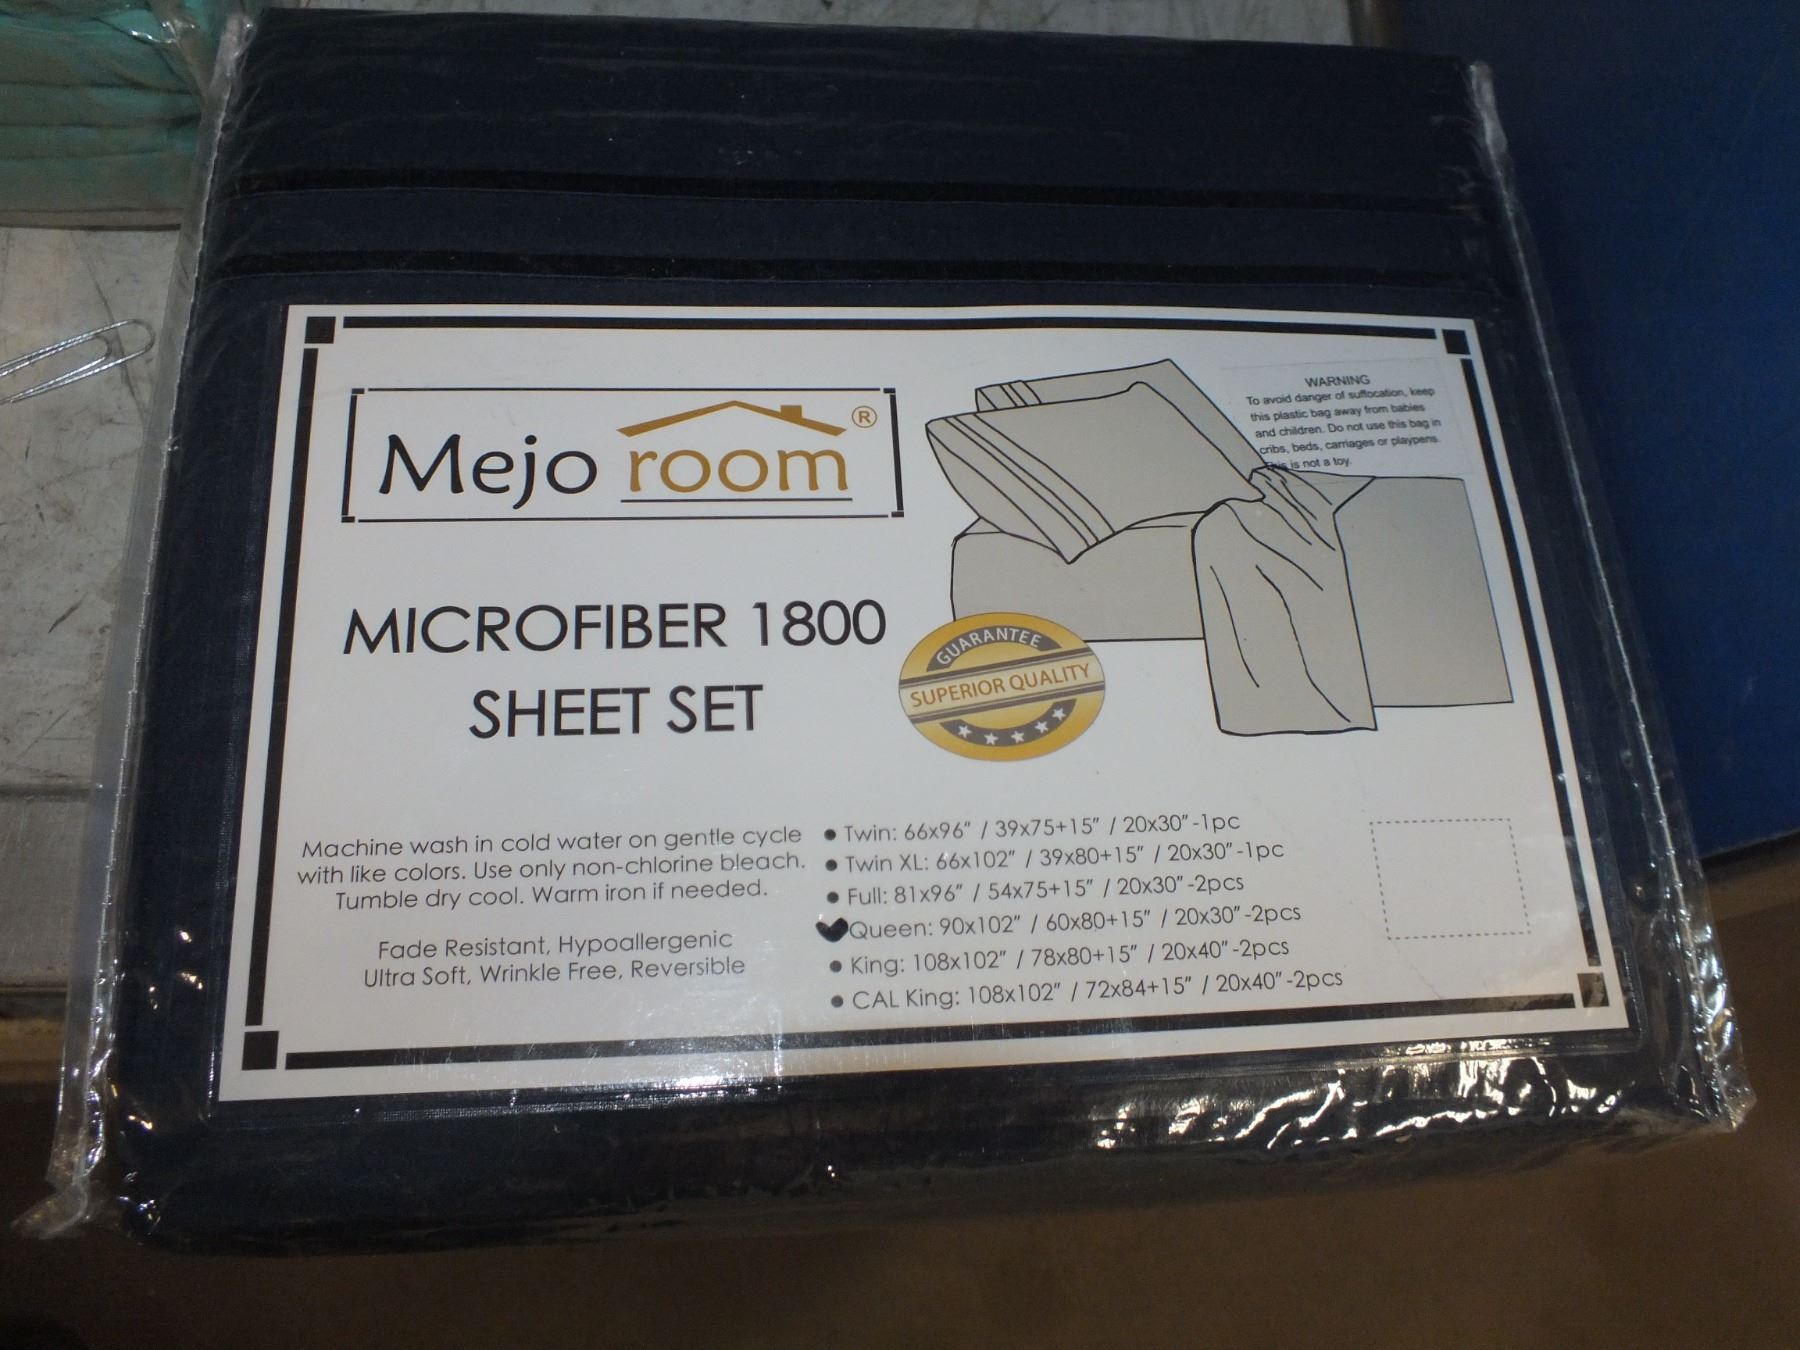 Mejo room ®
WARNING
To avoid danger of suffocation, keep
this plastic bag away from babies
and children. Do not use this bag in
cribs, beds, carriages or playpens.
This is not a toy.
MICROFIBER 1800
SHEET SET
GUARANTEE
SUPERIOR QUALITY
Machine wash in cold water on gentle cycle
with like colors. Use only non-chlorine bleach.
Tumble dry cool. Warm iron if needed.
Fade Resistant, Hypoallergenic
Ultra Soft, Wrinkle Free, Reversible
• Twin: 66x96" / 39x75+15" / 20x30"-1pc
• Twin XL: 66x102" / 39x80+15" / 20x30"-1pc
• Full: 81x96" / 54x75+15" / 20x30"-2pcs
Queen: 90x102" / 60x80+15" / 20x30"-2pcs
• King: 108x102" / 78x80+15" / 20x40"-2pcs
• CAL King: 108x102" / 72x84+15" / 20x40"-2pcs